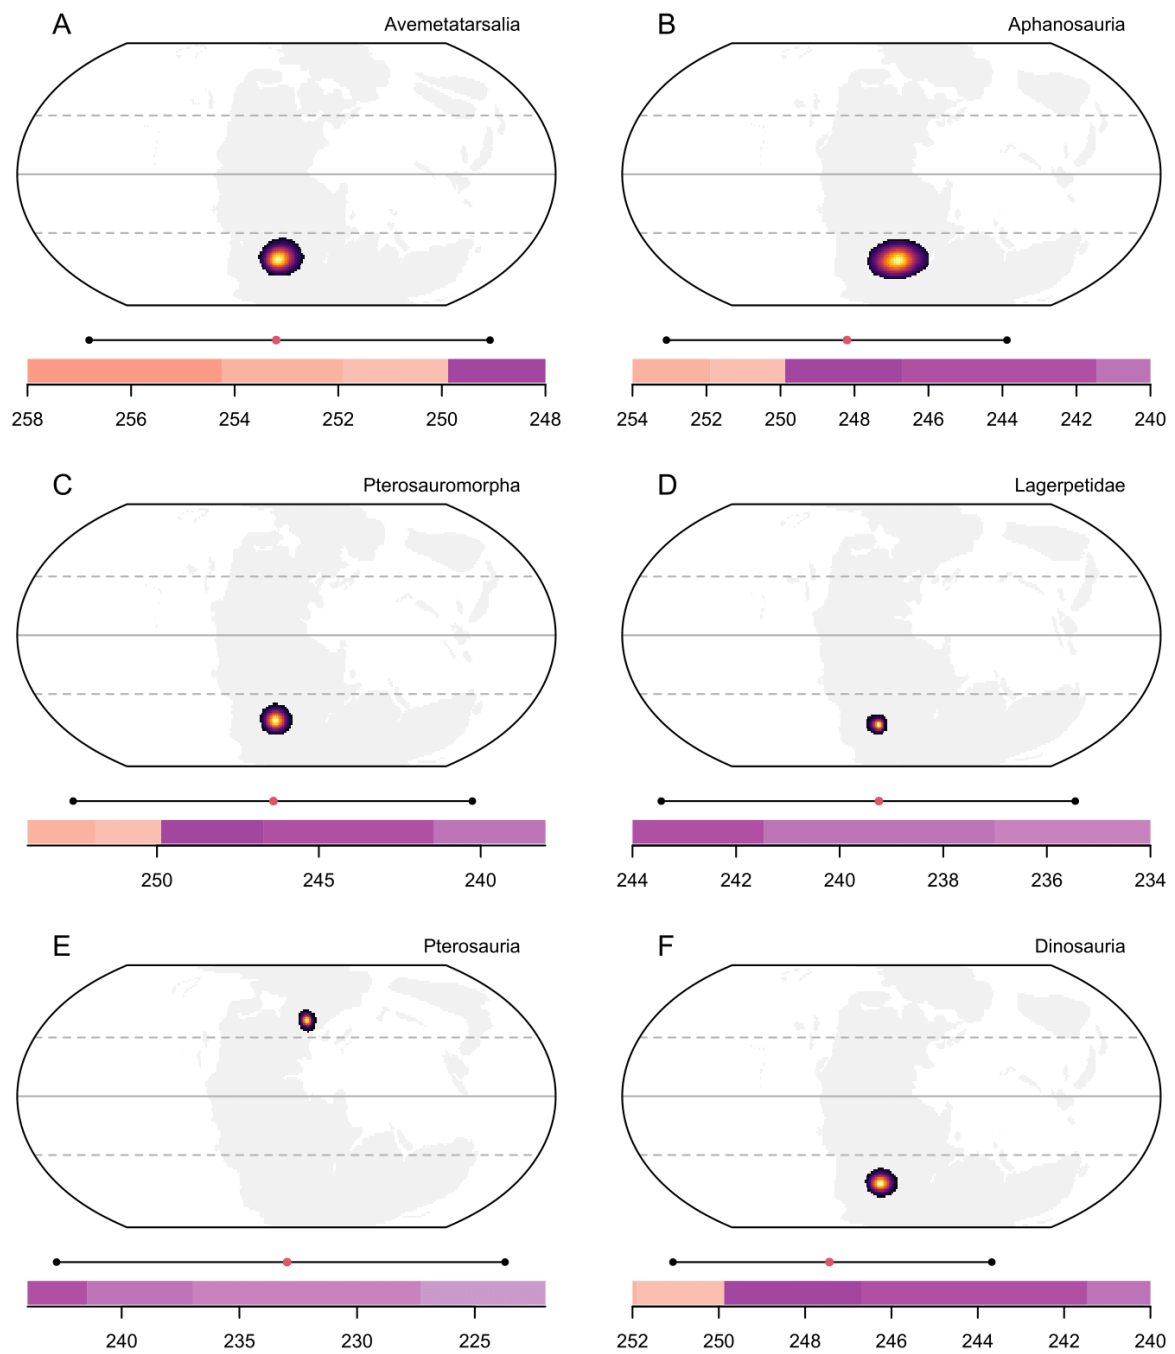 A Avemetatarsalia
258 256 254 252 250 248
B Aphanosauria
254 252 250 248 246 244 242 240
C Pterosauromorpha
250 245 240
D Lagerpetidae
244 242 240 238 236 234
E Pterosauria
240 235 230 225
F Dinosauria
252 250 248 246 244 242 240